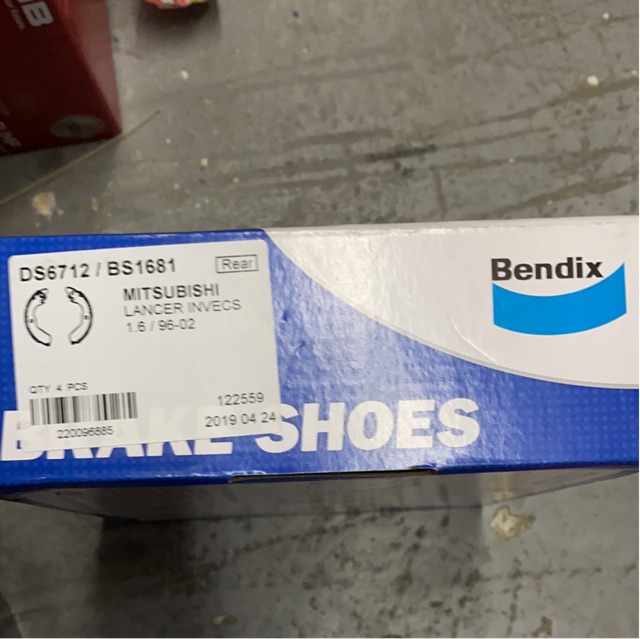 DS6712 / BS1681
Rear
MITSUBISHI
LANCER INVECS
1.6 / 96-02
QTY 4 PCS
220096885
122559
2019 04 24
BRAKE SHOES
Bendix